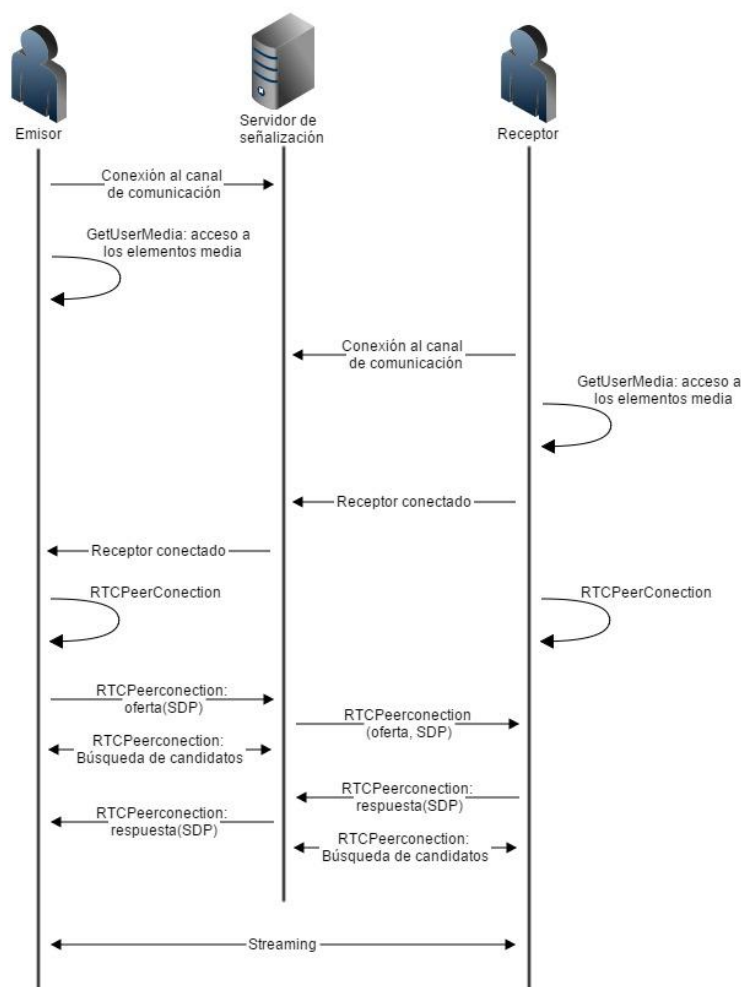 Emisor
Servidor de
señalización
Receptor
Conexión al canal
de comunicación
GetUserMedia: acceso a
los elementos media
Conexión al canal
de comunicación
GetUserMedia: acceso a
los elementos media
Receptor conectado
Receptor conectado
RTCPeerConection
RTCPeerConection
RTCPeerconection:
oferta(SDP)
RTCPeerconection
(oferta, SDP)
RTCPeerconection:
Búsqueda de candidatos
RTCPeerconection:
respuesta(SDP)
RTCPeerconection:
respuesta(SDP)
RTCPeerconection:
Búsqueda de candidatos
Streaming